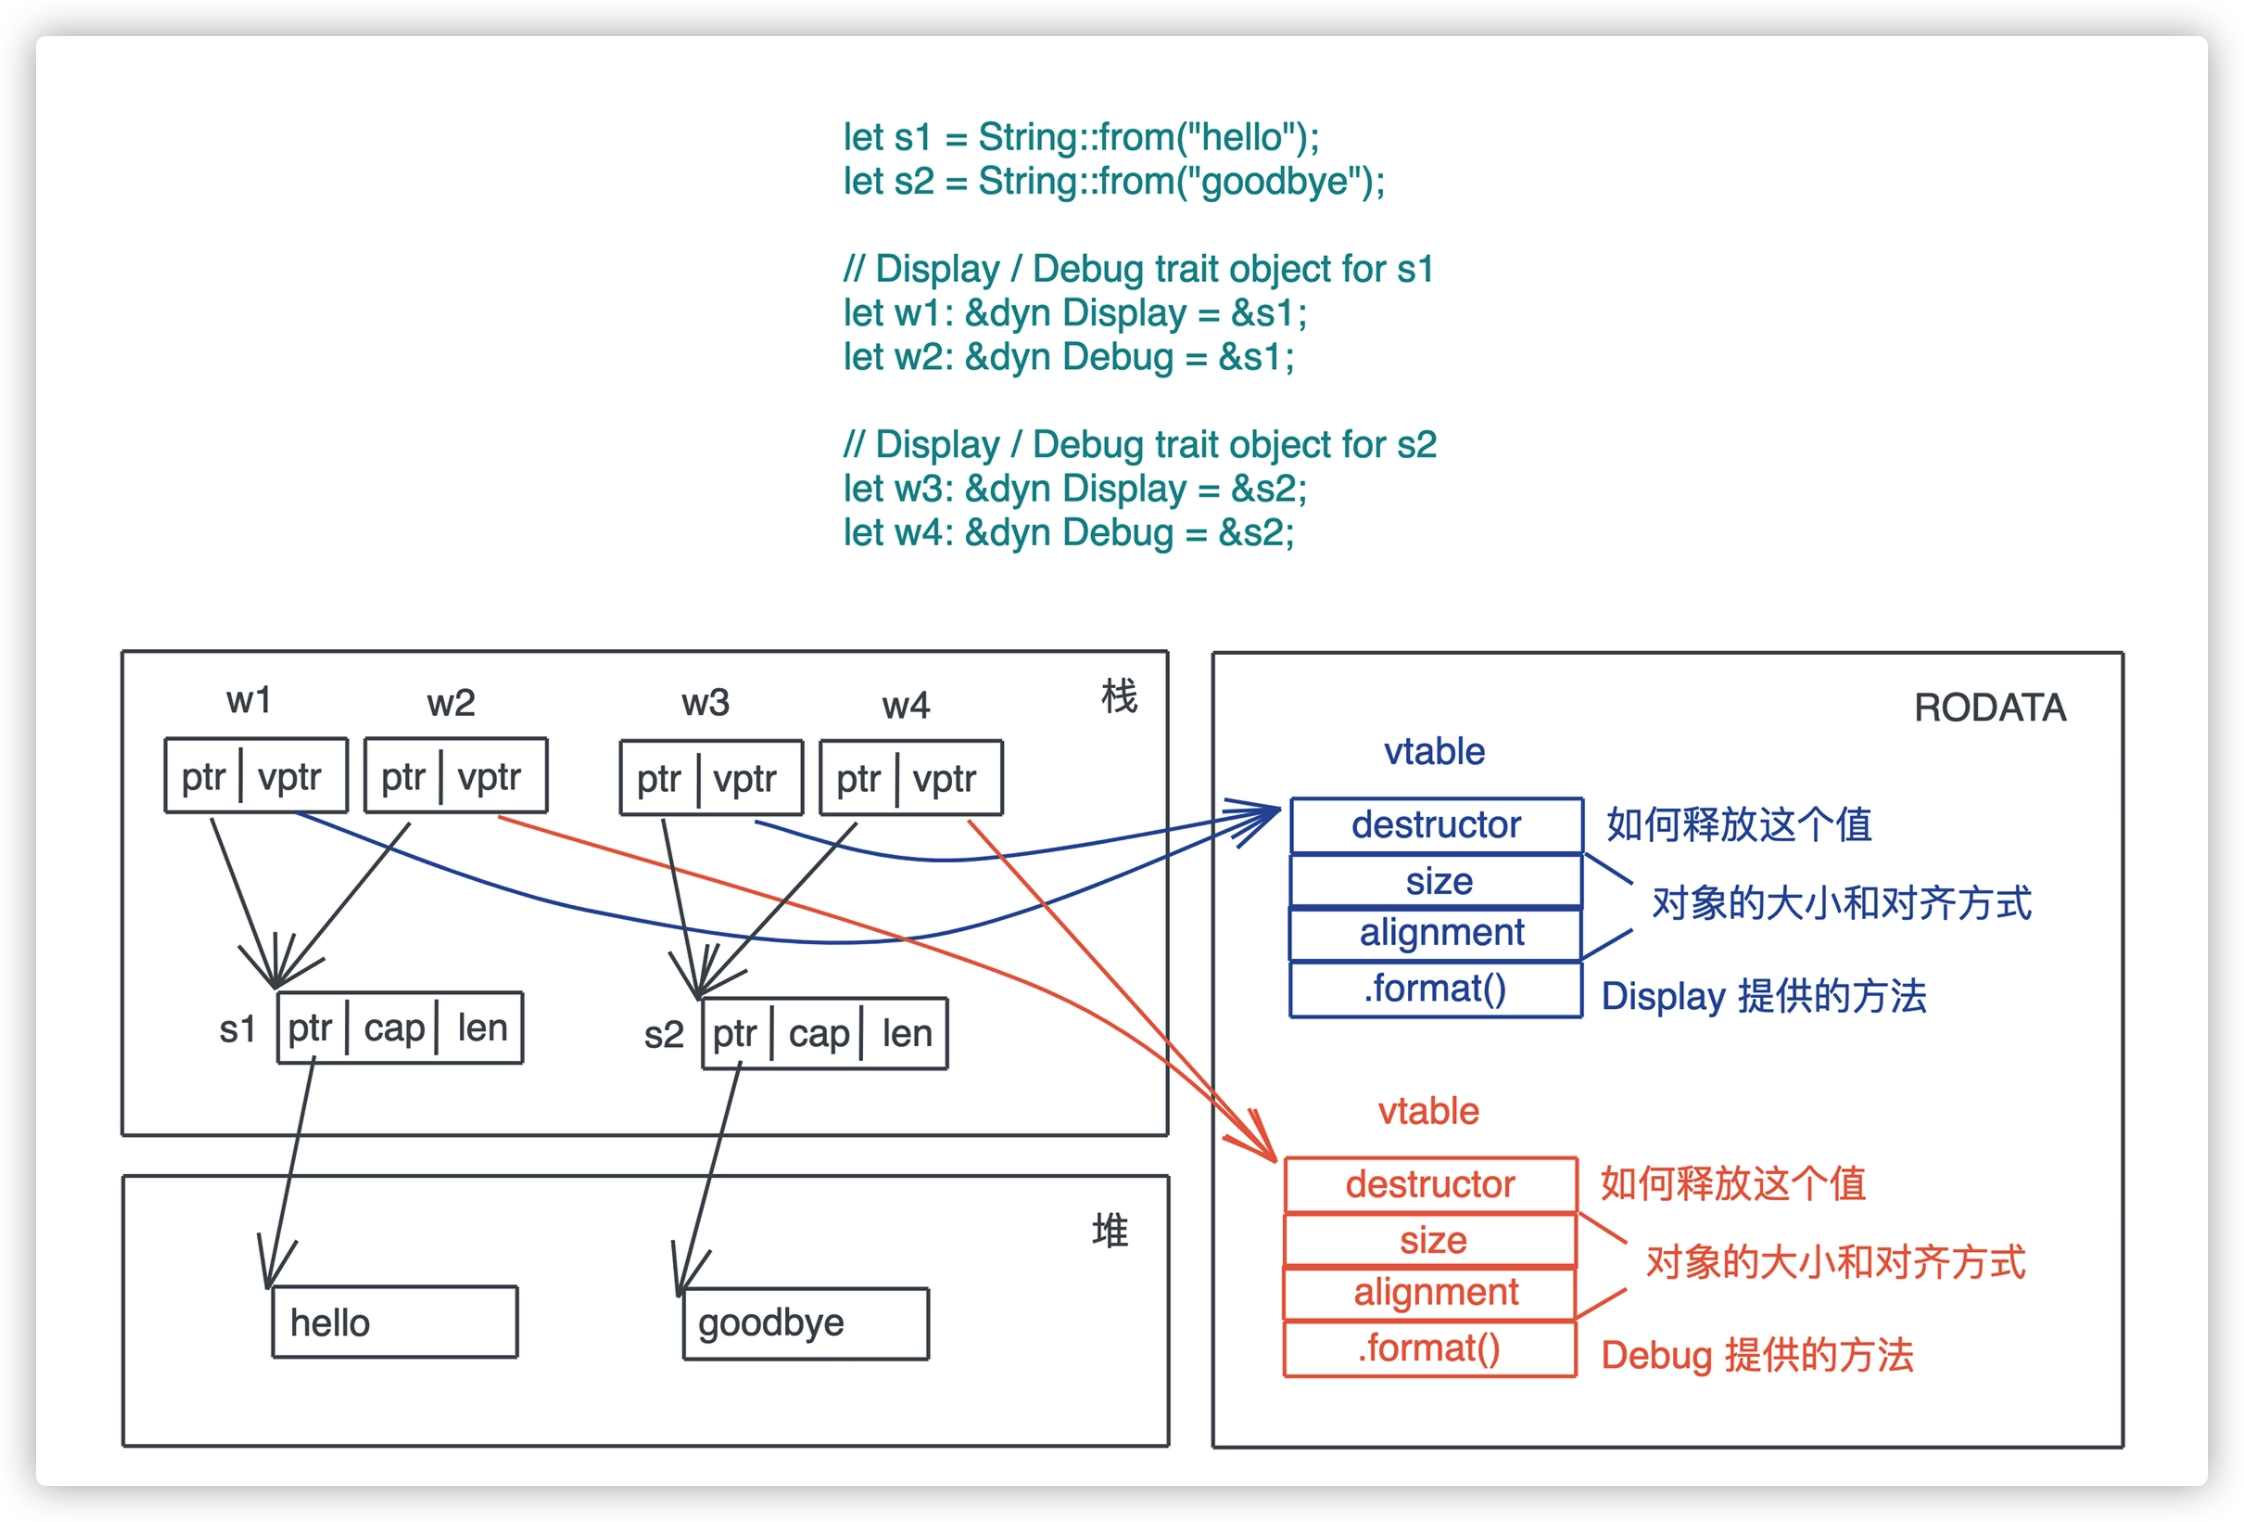 let s1 = String::from("hello");
let s2 = String::from("goodbye");
// Display / Debug trait object for s1
let w1: &dyn Display = &s1;
let w2: &dyn Debug = &s1;
// Display / Debug trait object for s2
let w3: &dyn Display = &s2;
let w4: &dyn Debug = &s2;
w1 w2 w3 w4 栈
ptr | vptr ptr | vptr ptr | vptr ptr | vptr
s1 ptr | cap | len s2 ptr | cap | len
堆
hello goodbye
RODATA
vtable
destructor 如何释放这个值
size
对象的大小和对齐方式
alignment
.format() Display 提供的方法
vtable
destructor 如何释放这个值
size
对象的大小和对齐方式
alignment
.format() Debug 提供的方法